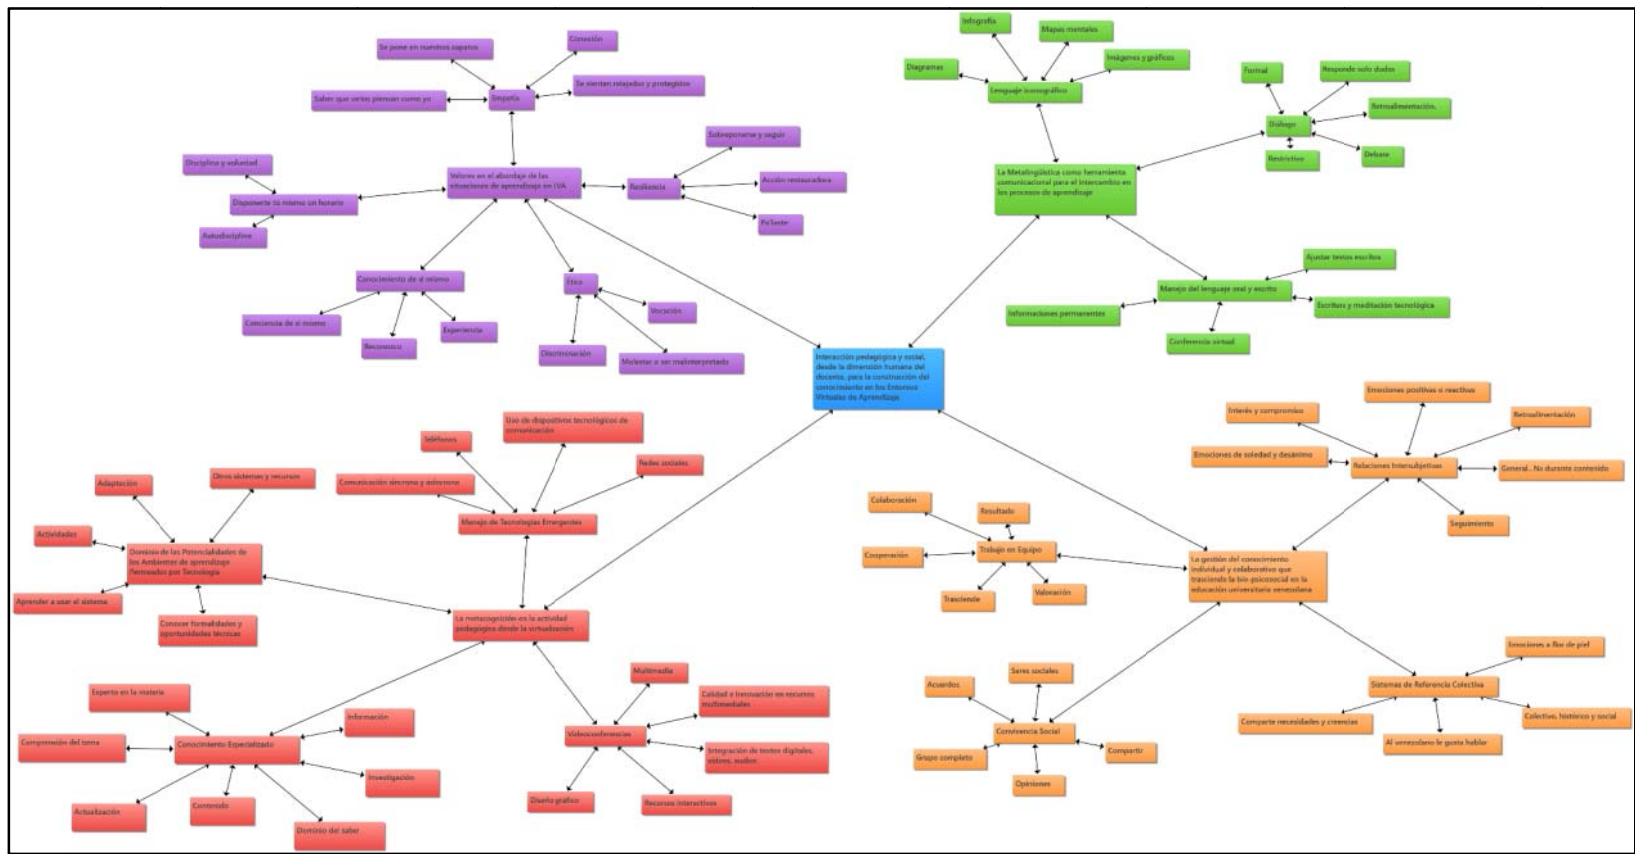 Se pone en nuestros zapatos
Conexión
Saber que varios piensan como yo
Empatía
Se sientan relajados y protegidos
Disciplina y voluntad
Valores en el abordaje de las
situaciones de aprendizaje en EVA
Resiliencia
Sobreponerse y seguir
Acción restauradora
Disponerte tú mismo un horario
Autodisciplina
Conocimiento de sí mismo
Conciencia de sí mismo
Reconozco
Experiencia
Vocación
Discriminación
Molestar o ser malinterpretado
Infografía
Mapas mentales
Diagramas
Imágenes y gráficos
Lenguaje iconográfico
Formal
Responde solo dudas
Retroalimentación.
Diálogo
Restrictivo
Debate
La Metalingüística como herramienta
comunicacional para el intercambio en
los procesos de aprendizaje
Ajustar textos escritos
Manejo del lenguaje oral y escrito
Informaciones permanentes
Escritura y meditación tecnológica
Conferencia virtual
Interacción pedagógica y social,
desde la dimensión humana del
docente, para la construcción del
conocimiento en los Entornos
Virtuales de Aprendizaje
Teléfonos
Uso de dispositivos tecnológicos de
comunicación
Comunicación síncrona y asíncrona
Redes sociales
Manejo de Tecnologías Emergentes
Adaptación
Otros sistemas y recursos
Actividades
Dominio de las Potencialidades de
los Ambientes de aprendizaje
Permeados por Tecnología
Aprender a usar el sistema
Conocer formalidades y
oportunidades técnicas
La metacognición en la actividad
pedagógica desde la virtualización
Experto en la materia
Información
Comprensión del tema
Conocimiento Especializado
Investigación
Actualización
Contenido
Dominio del saber
Multimedia
Calidad e innovación en recursos
multimediales
Videoconferencias
Integración de textos digitales,
Diseño gráfico
Recursos interactivos
Emociones positivas o reactivas
Interés y compromiso
Retroalimentación
Emociones de soledad y desánimo
Relaciones Intersubjetivas
General.. No durante contenido
Seguimiento
Colaboración
Resultado
Cooperación
Trabajo en Equipo
Trasciende
Valoración
La gestión del conocimiento
individual y colaborativo que
trasciende la bio-psicosocial en la
educación universitaria venezolana
Emociones a flor de piel
Sistemas de Referencia Colectiva
Comparte necesidades y creencias
Colectivo, histórico y social
Al venezolano le gusta hablar
Seres sociales
Acuerdos
Convivencia Social
Grupo completo
Compartir
Opiniones